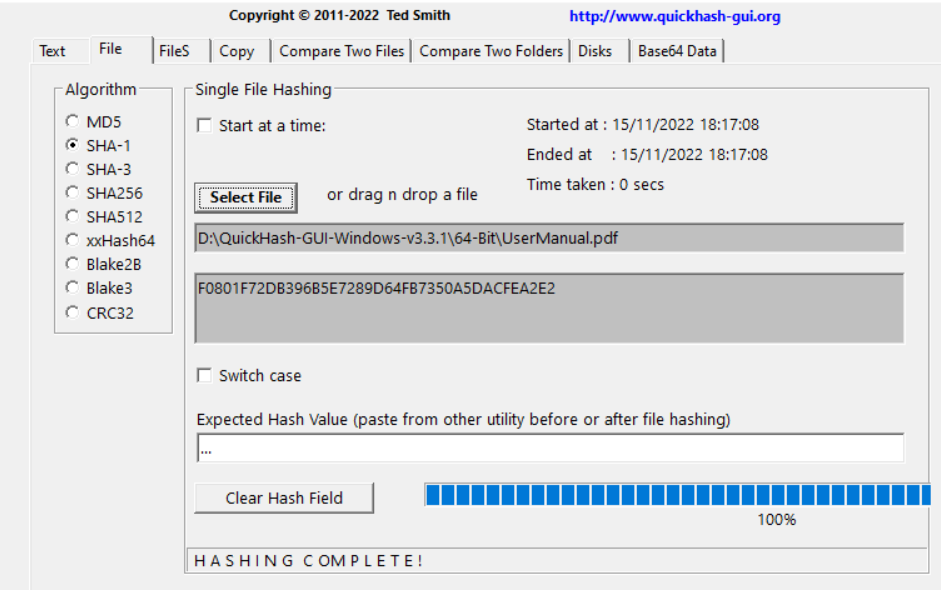 Copyright © 2011-2022 Ted Smith http://www.quickhash-gui.org
Text File FileS Copy Compare Two Files Compare Two Folders Disks Base64 Data
Algorithm
MD5
SHA-1
SHA-3
SHA256
SHA512
xxHash64
Blake2B
Blake3
CRC32
Single File Hashing
Start at a time:
Started at : 15/11/2022 18:17:08
Ended at : 15/11/2022 18:17:08
Time taken : 0 secs
Select File or drag n drop a file
D:\QuickHash-GUI-Windows-v3.3.1\64-Bit\UserManual.pdf
F0801F72DB396B5E7289D64FB7350A5DACFEA2E2
Switch case
Expected Hash Value (paste from other utility before or after file hashing)
...
Clear Hash Field
100%
HASHING COMPLETE!